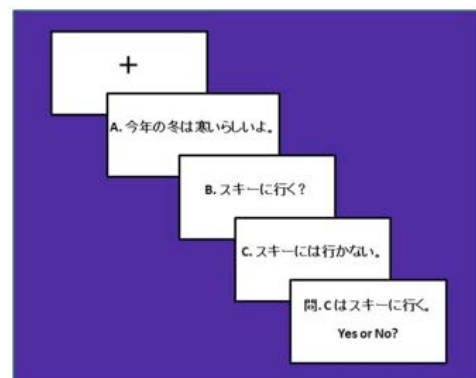 +
A. 今年の冬は寒いらしいよ。
B. スキーに行く?
C. スキーには行かない。
問. C はスキーに行く。
Yes or No?